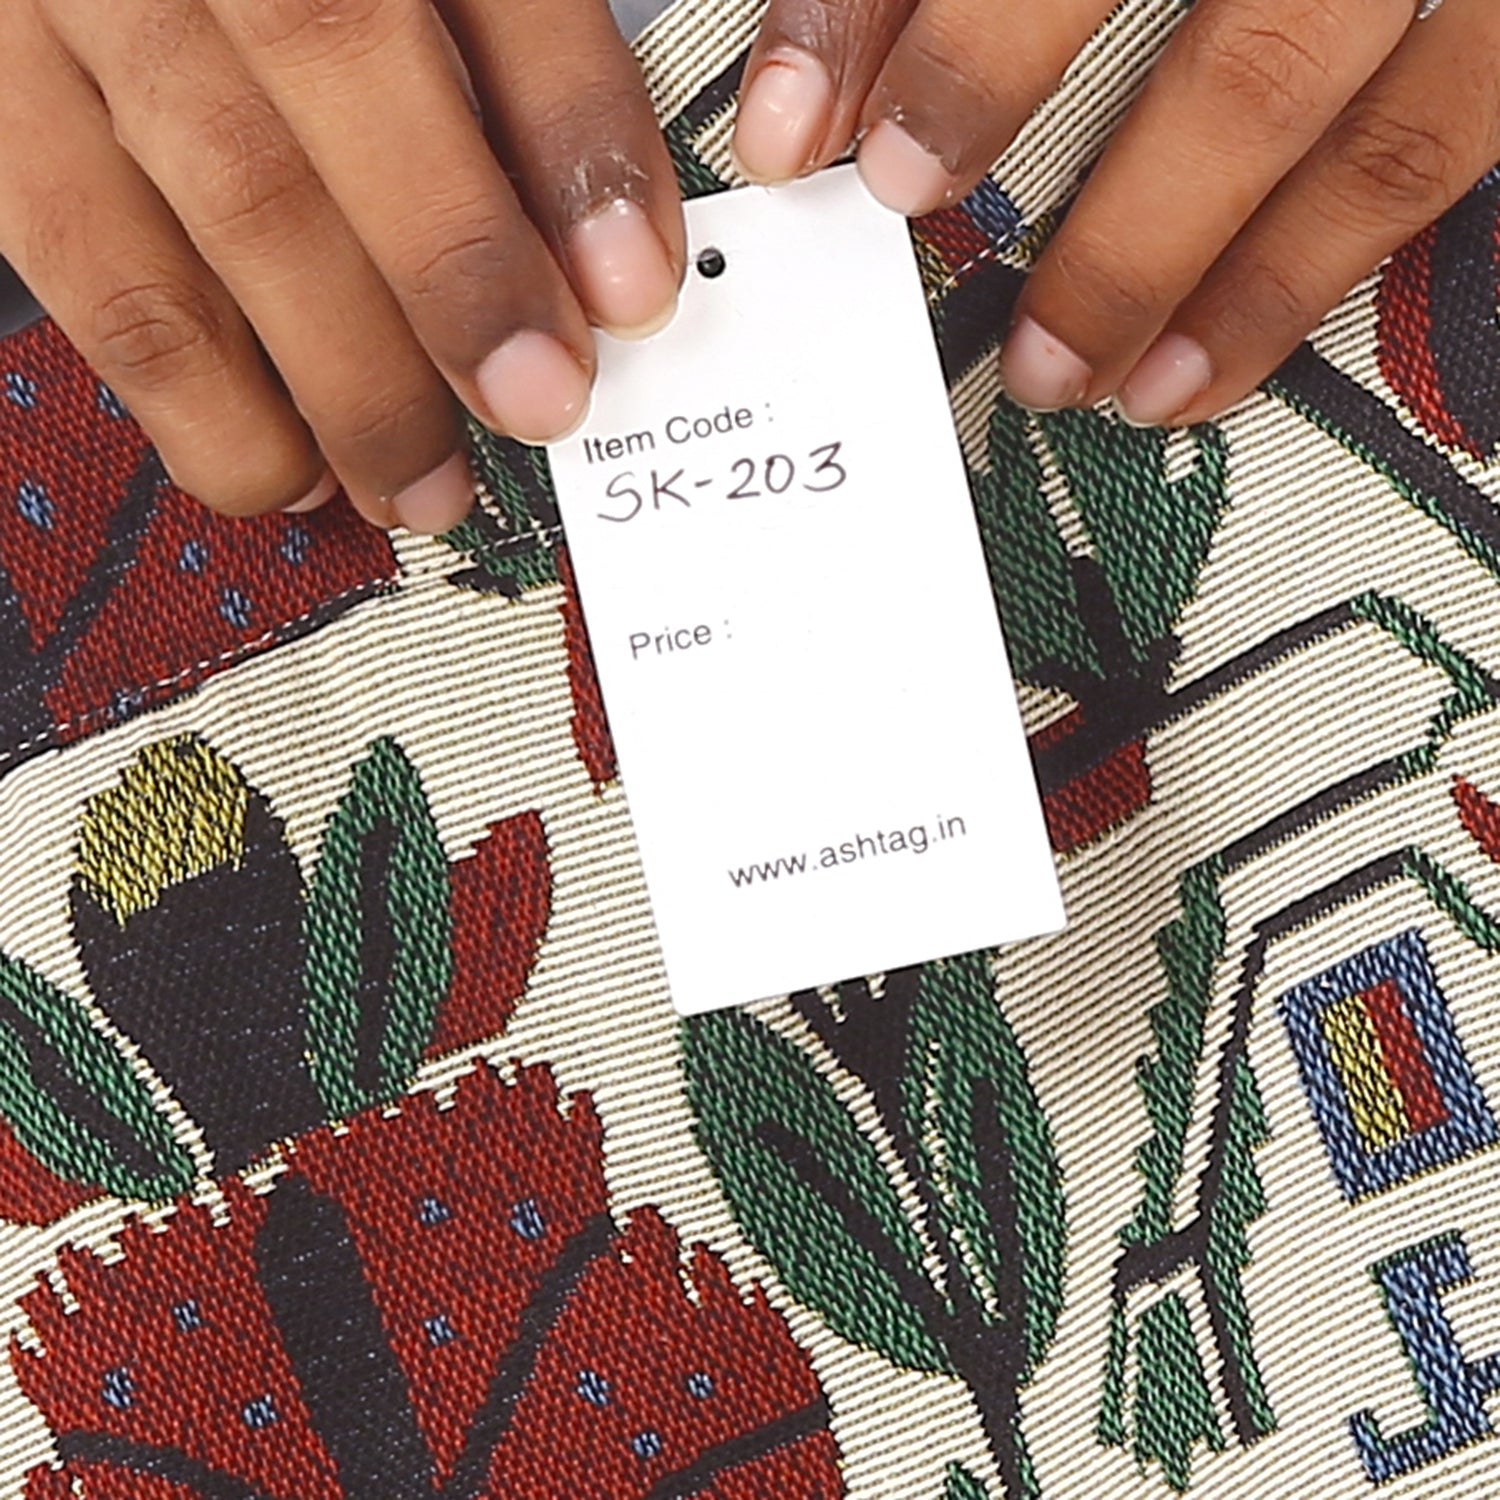 Item Code :
SK-203
Price :
www.ashtag.in